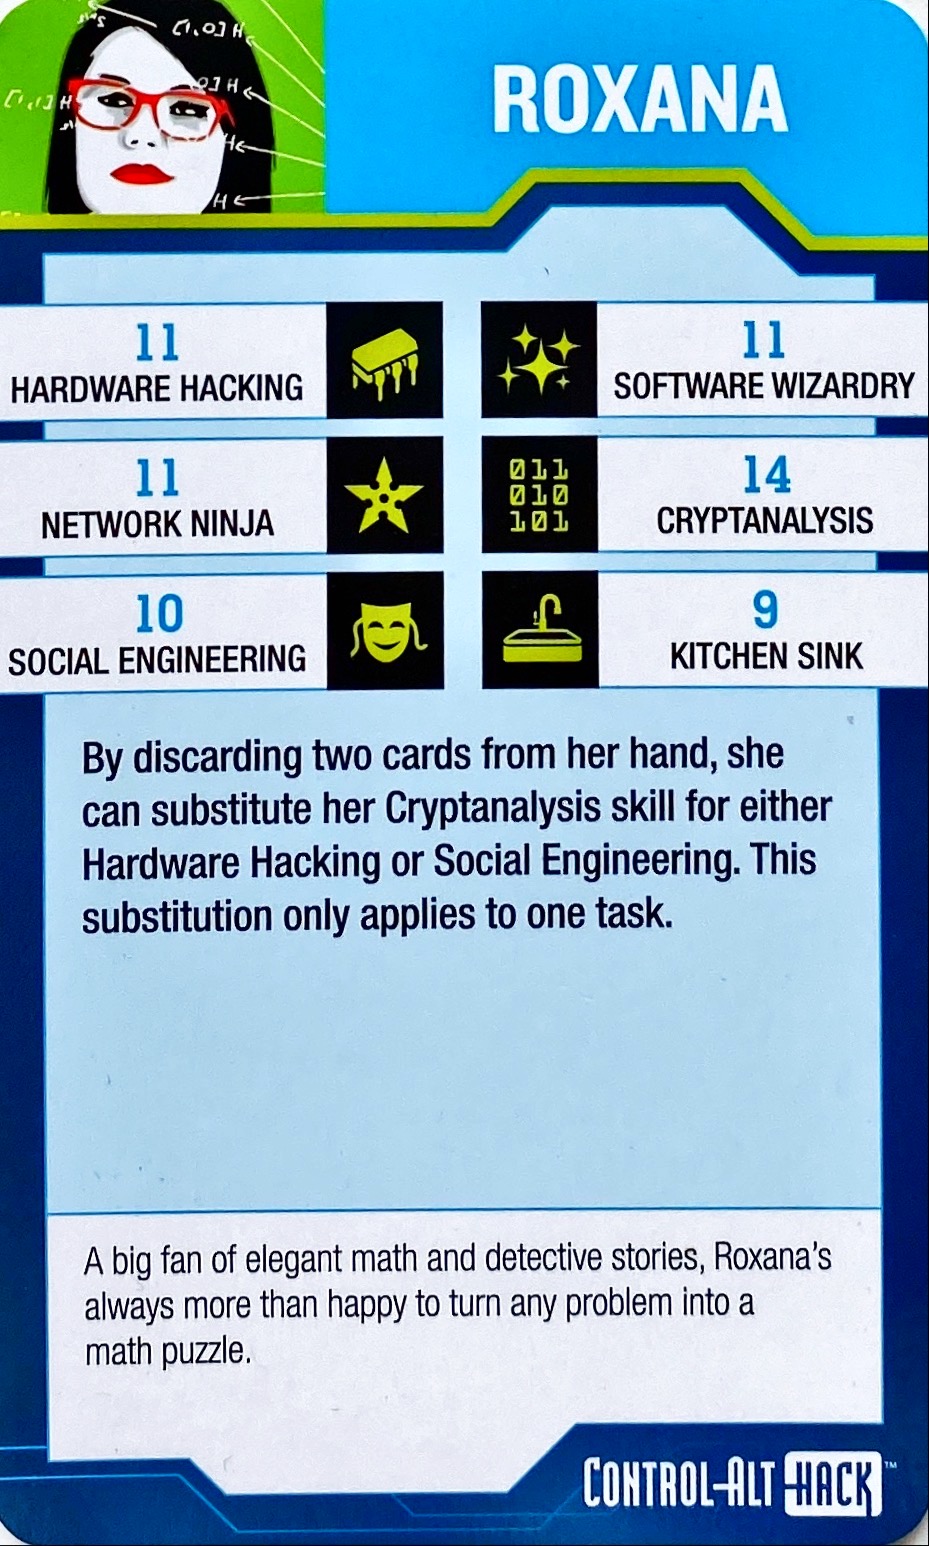 [1,0] H
ROXANA
11
HARDWARE HACKING
11
SOFTWARE WIZARDRY
11
NETWORK NINJA
011
010
101
14
CRYPTANALYSIS
10
SOCIAL ENGINEERING
9
KITCHEN SINK
By discarding two cards from her hand, she
can substitute her Cryptanalysis skill for either
Hardware Hacking or Social Engineering. This
substitution only applies to one task.
A big fan of elegant math and detective stories, Roxana's
always more than happy to turn any problem into a
math puzzle.
CONTROL-ALT HACK™